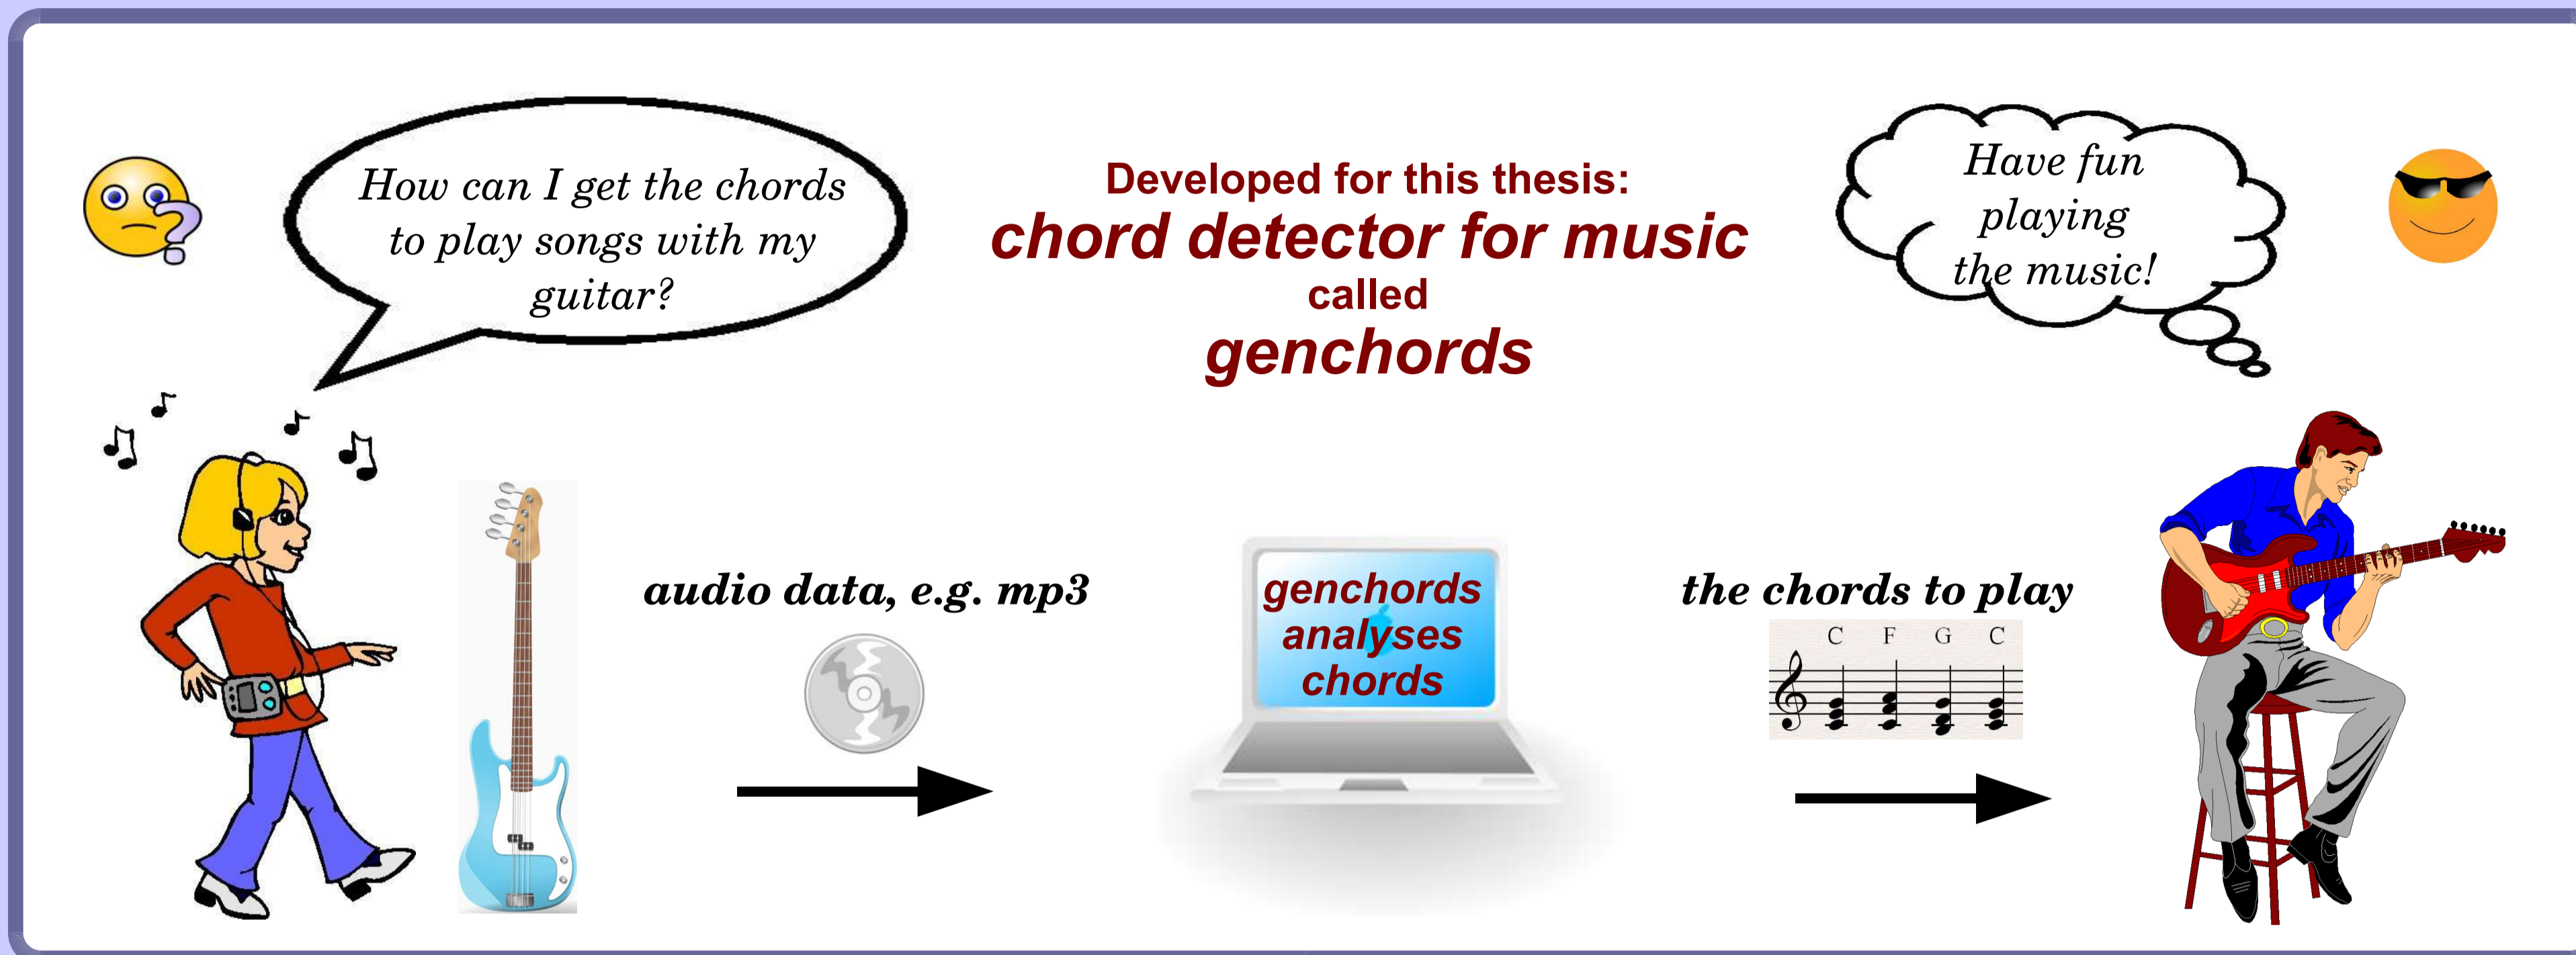 How can I get the chords
to play songs with my
guitar?
Developed for this thesis:
chord detector for music
called
genchords
Have fun
playing
the music!
audio data, e.g. mp3
genchords
analyses
chords
the chords to play
C F G C